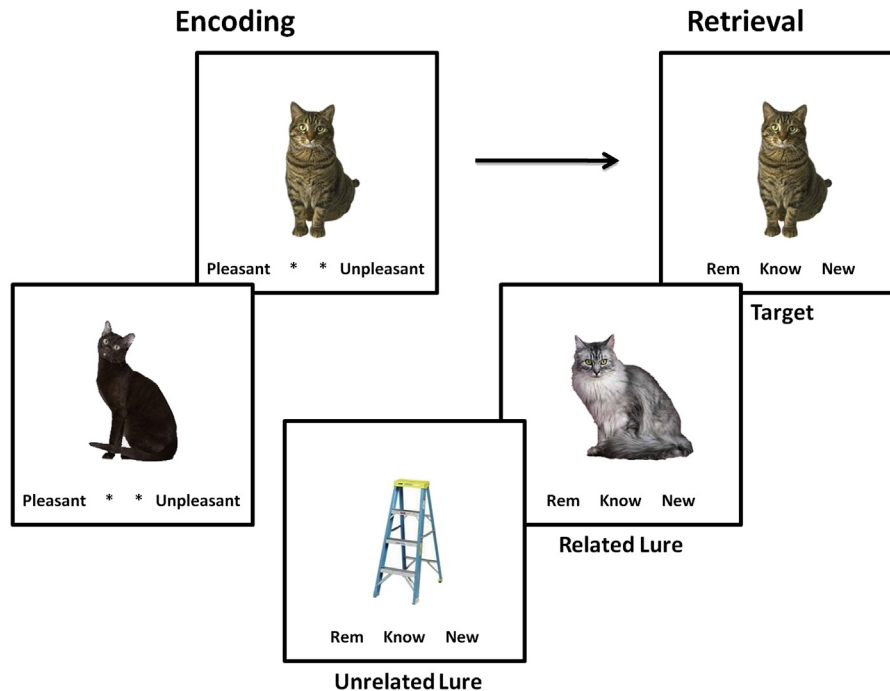 Encoding
Retrieval
Pleasant * * Unpleasant
Rem Know New
Target
Pleasant * * Unpleasant
Rem Know New
Related Lure
Rem Know New
Unrelated Lure